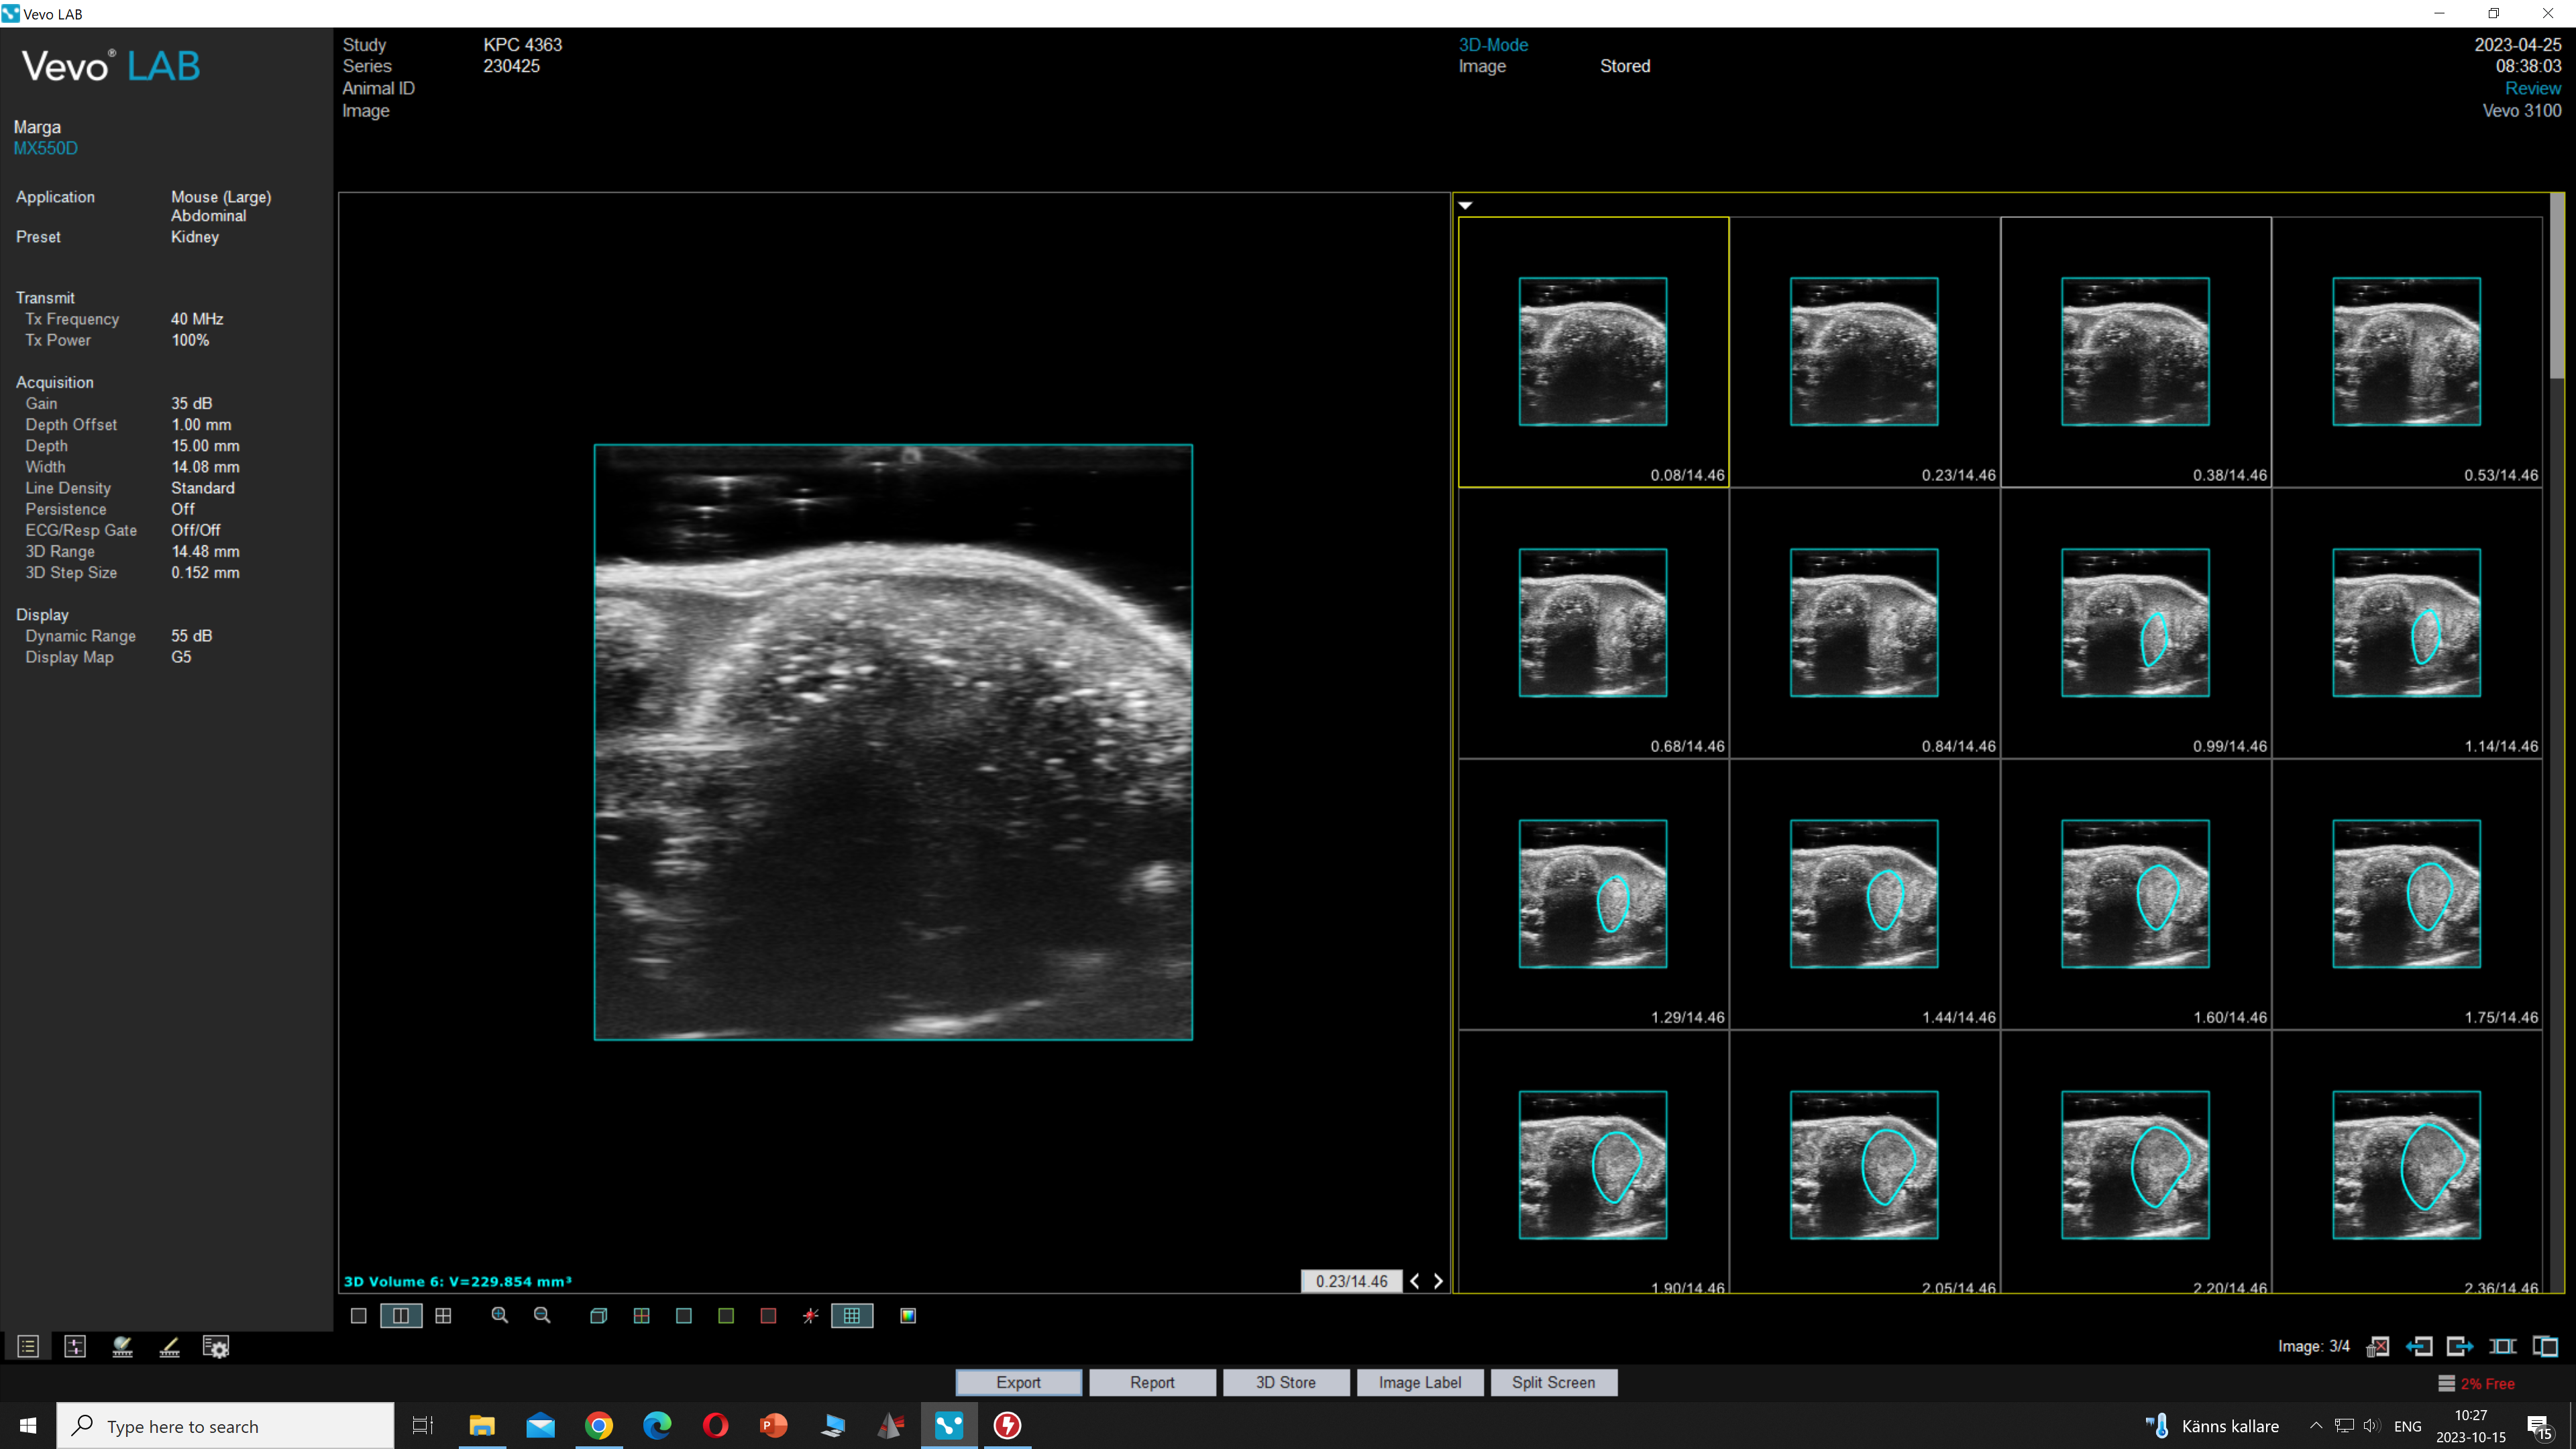 Vevo LAB
Vevo® LAB
Study KPC 4363
Series 230425
Animal ID
Image
3D-Mode
Image Stored
2023-04-25
08:38:03
Review
Vevo 3100
Marga
MX550D
Application Mouse (Large)
Abdominal
Preset Kidney
Transmit
Tx Frequency 40 MHz
Tx Power 100%
Acquisition
Gain 35 dB
Depth Offset 1.00 mm
Depth 15.00 mm
Width 14.08 mm
Line Density Standard
Persistence Off
ECG/Resp Gate Off/Off
3D Range 14.48 mm
3D Step Size 0.152 mm
Display
Dynamic Range 55 dB
Display Map G5
3D Volume 6: V=229.854 mm³
0.23/14.46
0.08/14.46 0.23/14.46 0.38/14.46 0.53/14.46
0.68/14.46 0.84/14.46 0.99/14.46 1.14/14.46
1.29/14.46 1.44/14.46 1.60/14.46 1.75/14.46
1.90/14.46 2.05/14.46 2.20/14.46 2.36/14.46
Image: 3/4
Export Report 3D Store Image Label Split Screen
2% Free
Type here to search
Känns kallare
ENG
10:27
2023-10-15
15